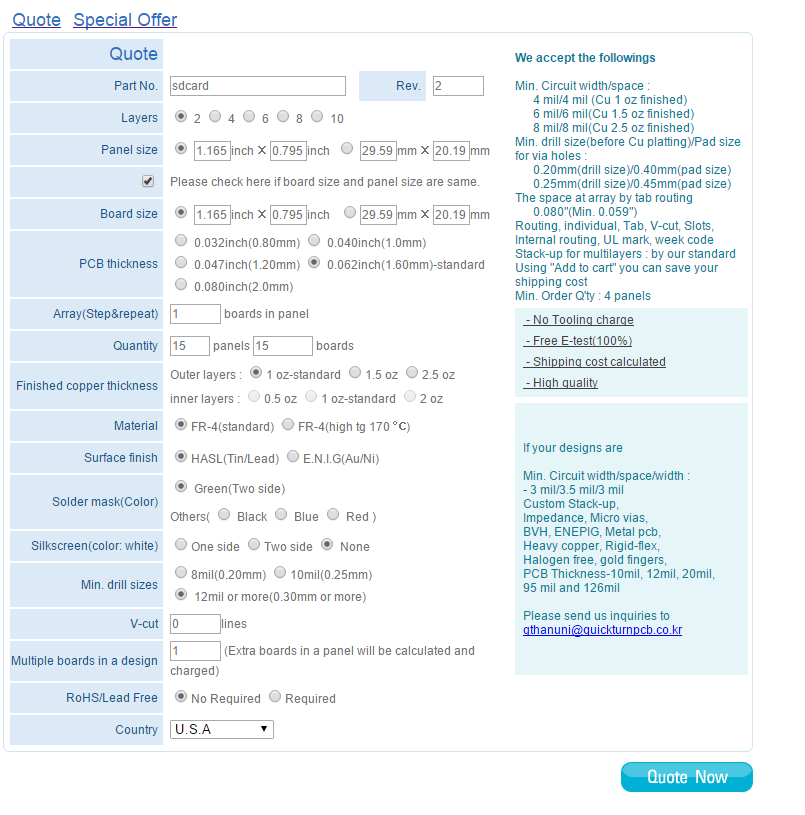 Quote Special Offer
Quote
Part No. sdcard Rev. 2
Layers 2 4 6 8 10
Panel size 1.165 inch X 0.795 inch 29.59 mm X 20.19 mm
Please check here if board size and panel size are same.
Board size 1.165 inch X 0.795 inch 29.59 mm X 20.19 mm
PCB thickness
0.032inch(0.80mm) 0.040inch(1.0mm)
0.047inch(1.20mm) 0.062inch(1.60mm)-standard
0.080inch(2.0mm)
Array(Step&repeat) 1 boards in panel
Quantity 15 panels 15 boards
Finished copper thickness
Outer layers : 1 oz-standard 1.5 oz 2.5 oz
inner layers : 0.5 oz 1 oz-standard 2 oz
Material FR-4(standard) FR-4(high tg 170 °C)
Surface finish HASL(Tin/Lead) E.N.I.G(Au/Ni)
Solder mask(Color)
Green(Two side)
Others( Black Blue Red )
Silkscreen(color: white) One side Two side None
Min. drill sizes
8mil(0.20mm) 10mil(0.25mm)
12mil or more(0.30mm or more)
V-cut 0 lines
Multiple boards in a design 1 (Extra boards in a panel will be calculated and
charged)
RoHS/Lead Free No Required Required
Country U.S.A
We accept the followings
Min. Circuit width/space :
4 mil/4 mil (Cu 1 oz finished)
6 mil/6 mil(Cu 1.5 oz finished)
8 mil/8 mil(Cu 2.5 oz finished)
Min. drill size(before Cu platting)/Pad size
for via holes :
0.20mm(drill size)/0.40mm(pad size)
0.25mm(drill size)/0.45mm(pad size)
The space at array by tab routing
0.080"(Min. 0.059")
Routing, individual, Tab, V-cut, Slots,
Internal routing, UL mark, week code
Stack-up for multilayers : by our standard
Using "Add to cart" you can save your
shipping cost
Min. Order Q'ty : 4 panels
- No Tooling charge
- Free E-test(100%)
- Shipping cost calculated
- High quality
If your designs are
Min. Circuit width/space/width :
- 3 mil/3.5 mil/3 mil
Custom Stack-up,
Impedance, Micro vias,
BVH, ENEPIG, Metal pcb,
Heavy copper, Rigid-flex,
Halogen free, gold fingers,
PCB Thickness-10mil, 12mil, 20mil,
95 mil and 126mil
Please send us inquiries to
qthanuni@quickturnpcb.co.kr
Quote Now